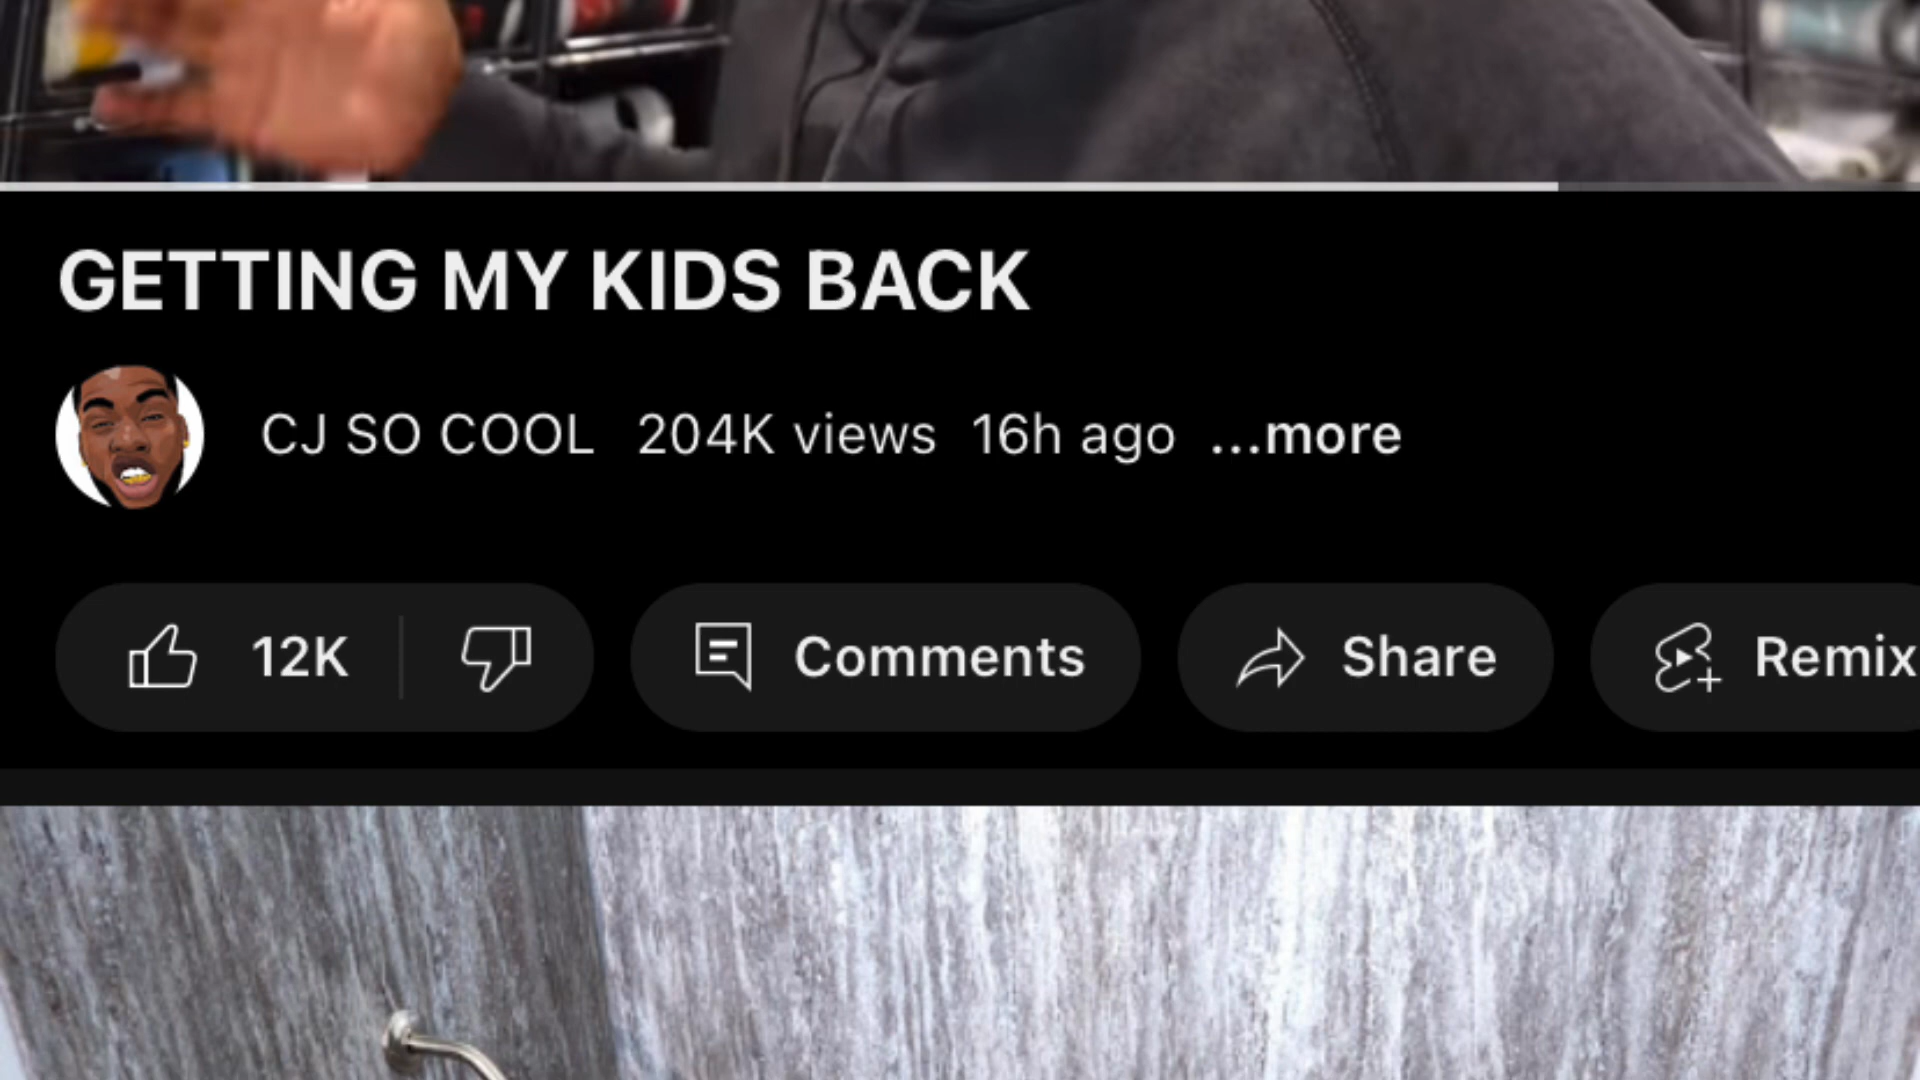 GETTING MY KIDS BACK
CJ SO COOL 204K views 16h ago ...more
12K Comments Share Remix